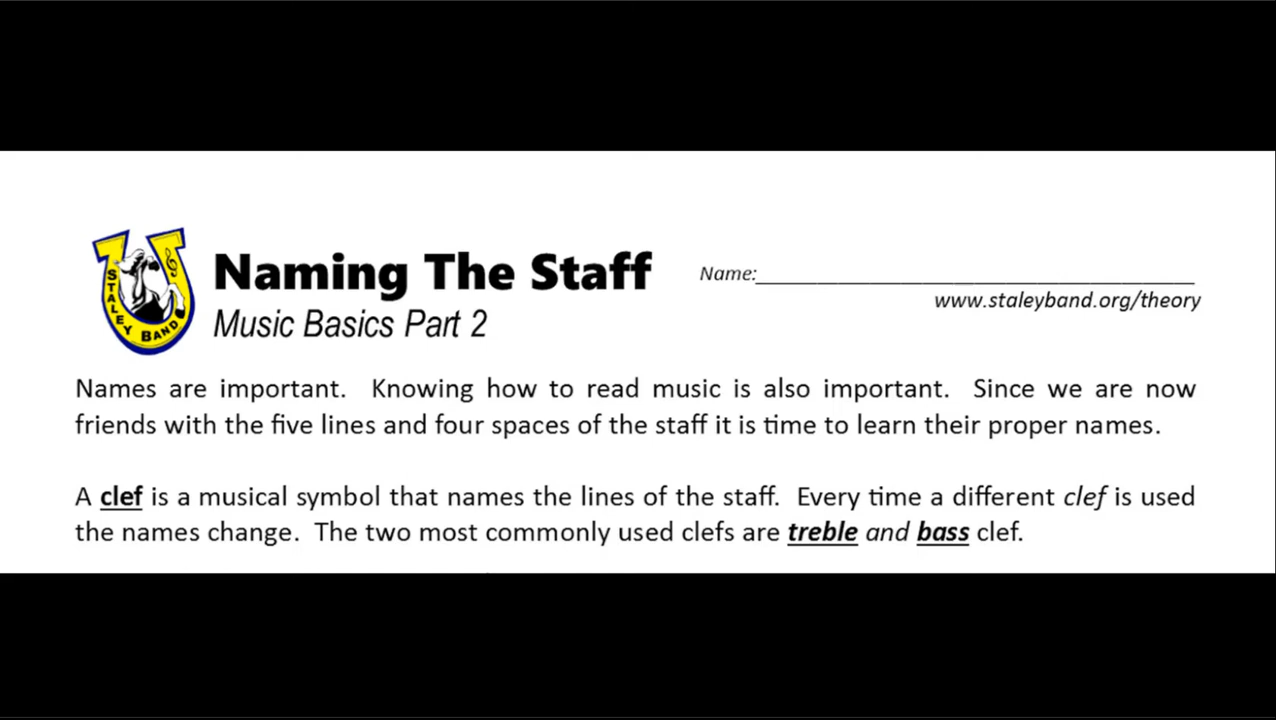 STALEY BAND
Naming The Staff
Name:
www.staleyband.org/theory
Music Basics Part 2
Names are important. Knowing how to read music is also important. Since we are now
friends with the five lines and four spaces of the staff it is time to learn their proper names.
A clef is a musical symbol that names the lines of the staff. Every time a different clef is used
the names change. The two most commonly used clefs are treble and bass clef.